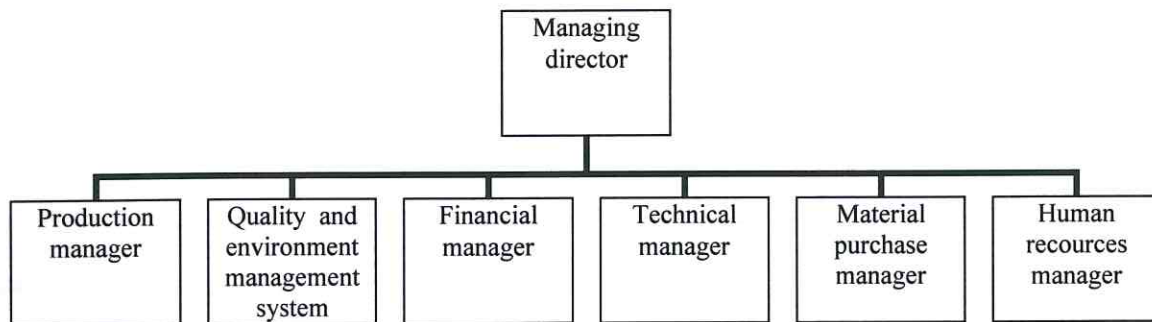 Managing
director
Production
manager
Quality and
environment
management
system
Financial
manager
Technical
manager
Material
purchase
manager
Human
recources
manager